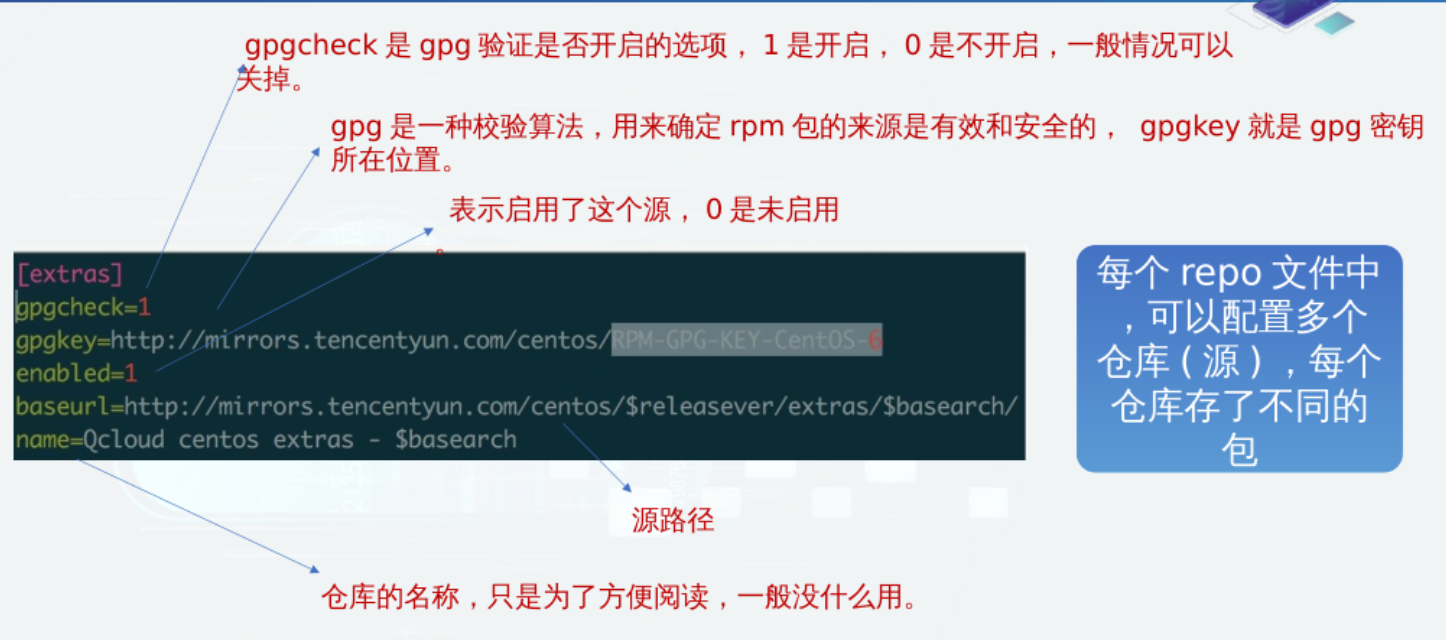 gpgcheck 是 gpg 验证是否开启的选项， 1 是开启， 0 是不开启，一般情况可以
关掉。
gpg 是一种校验算法，用来确定 rpm 包的来源是有效和安全的， gpgkey 就是 gpg 密钥
所在位置。
表示启用了这个源， 0 是未启用
。
[extras]
gpgcheck=1
gpgkey=http://mirrors.tencentyun.com/centos/RPM-GPG-KEY-CentOS-6
enabled=1
baseurl=http://mirrors.tencentyun.com/centos/$releasever/extras/$basearch/
name=Qcloud centos extras - $basearch
每个 repo 文件中
，可以配置多个
仓库 ( 源 ) ，每个
仓库存了不同的
包
源路径
仓库的名称，只是为了方便阅读，一般没什么用。